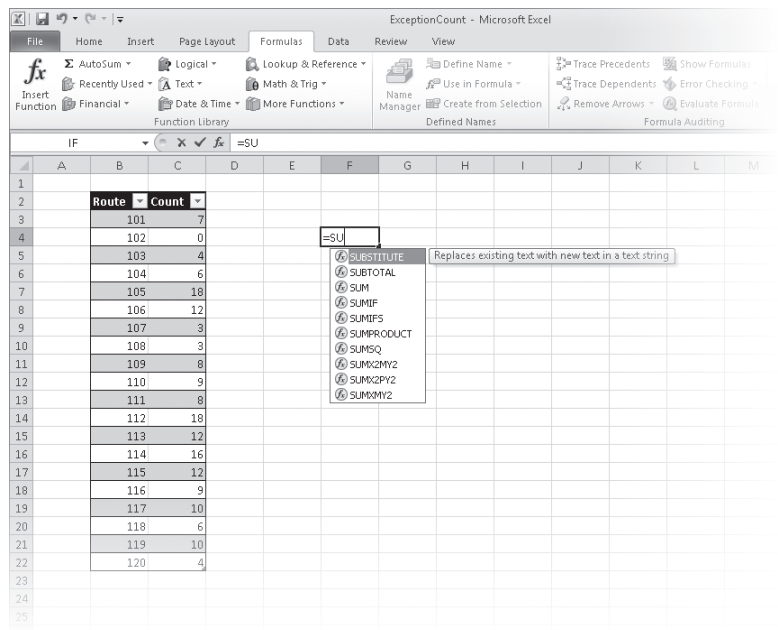 ExceptionCount - Microsoft Excel
File Home Insert Page Layout Formulas Data Review View
Σ AutoSum Logical Lookup & Reference Define Name Trace Precedents Show Formulas
Recently Used Text Math & Trig Use in Formula Trace Dependents Error Checking
Insert Function Financial Date & Time More Functions Name Manager Create from Selection Remove Arrows Evaluate Formula
Function Library Defined Names Formula Auditing
IF fx =SU
A B C D E F G H I J K L M
1
2 Route Count
3 101 7
4 102 0 =SU
5 103 4 SUBSTITUTE Replaces existing text with new text in a text string
6 104 6 SUBTOTAL
7 105 18 SUM
8 106 12 SUMIF
SUMIFS
9 107 3 SUMPRODUCT
10 108 3 SUMSQ
11 109 8 SUMX2MY2
12 110 9 SUMX2PY2
13 111 8 SUMXMY2
14 112 18
15 113 12
16 114 16
17 115 12
18 116 9
19 117 10
20 118 6
21 119 10
22 120 4
23
24
25